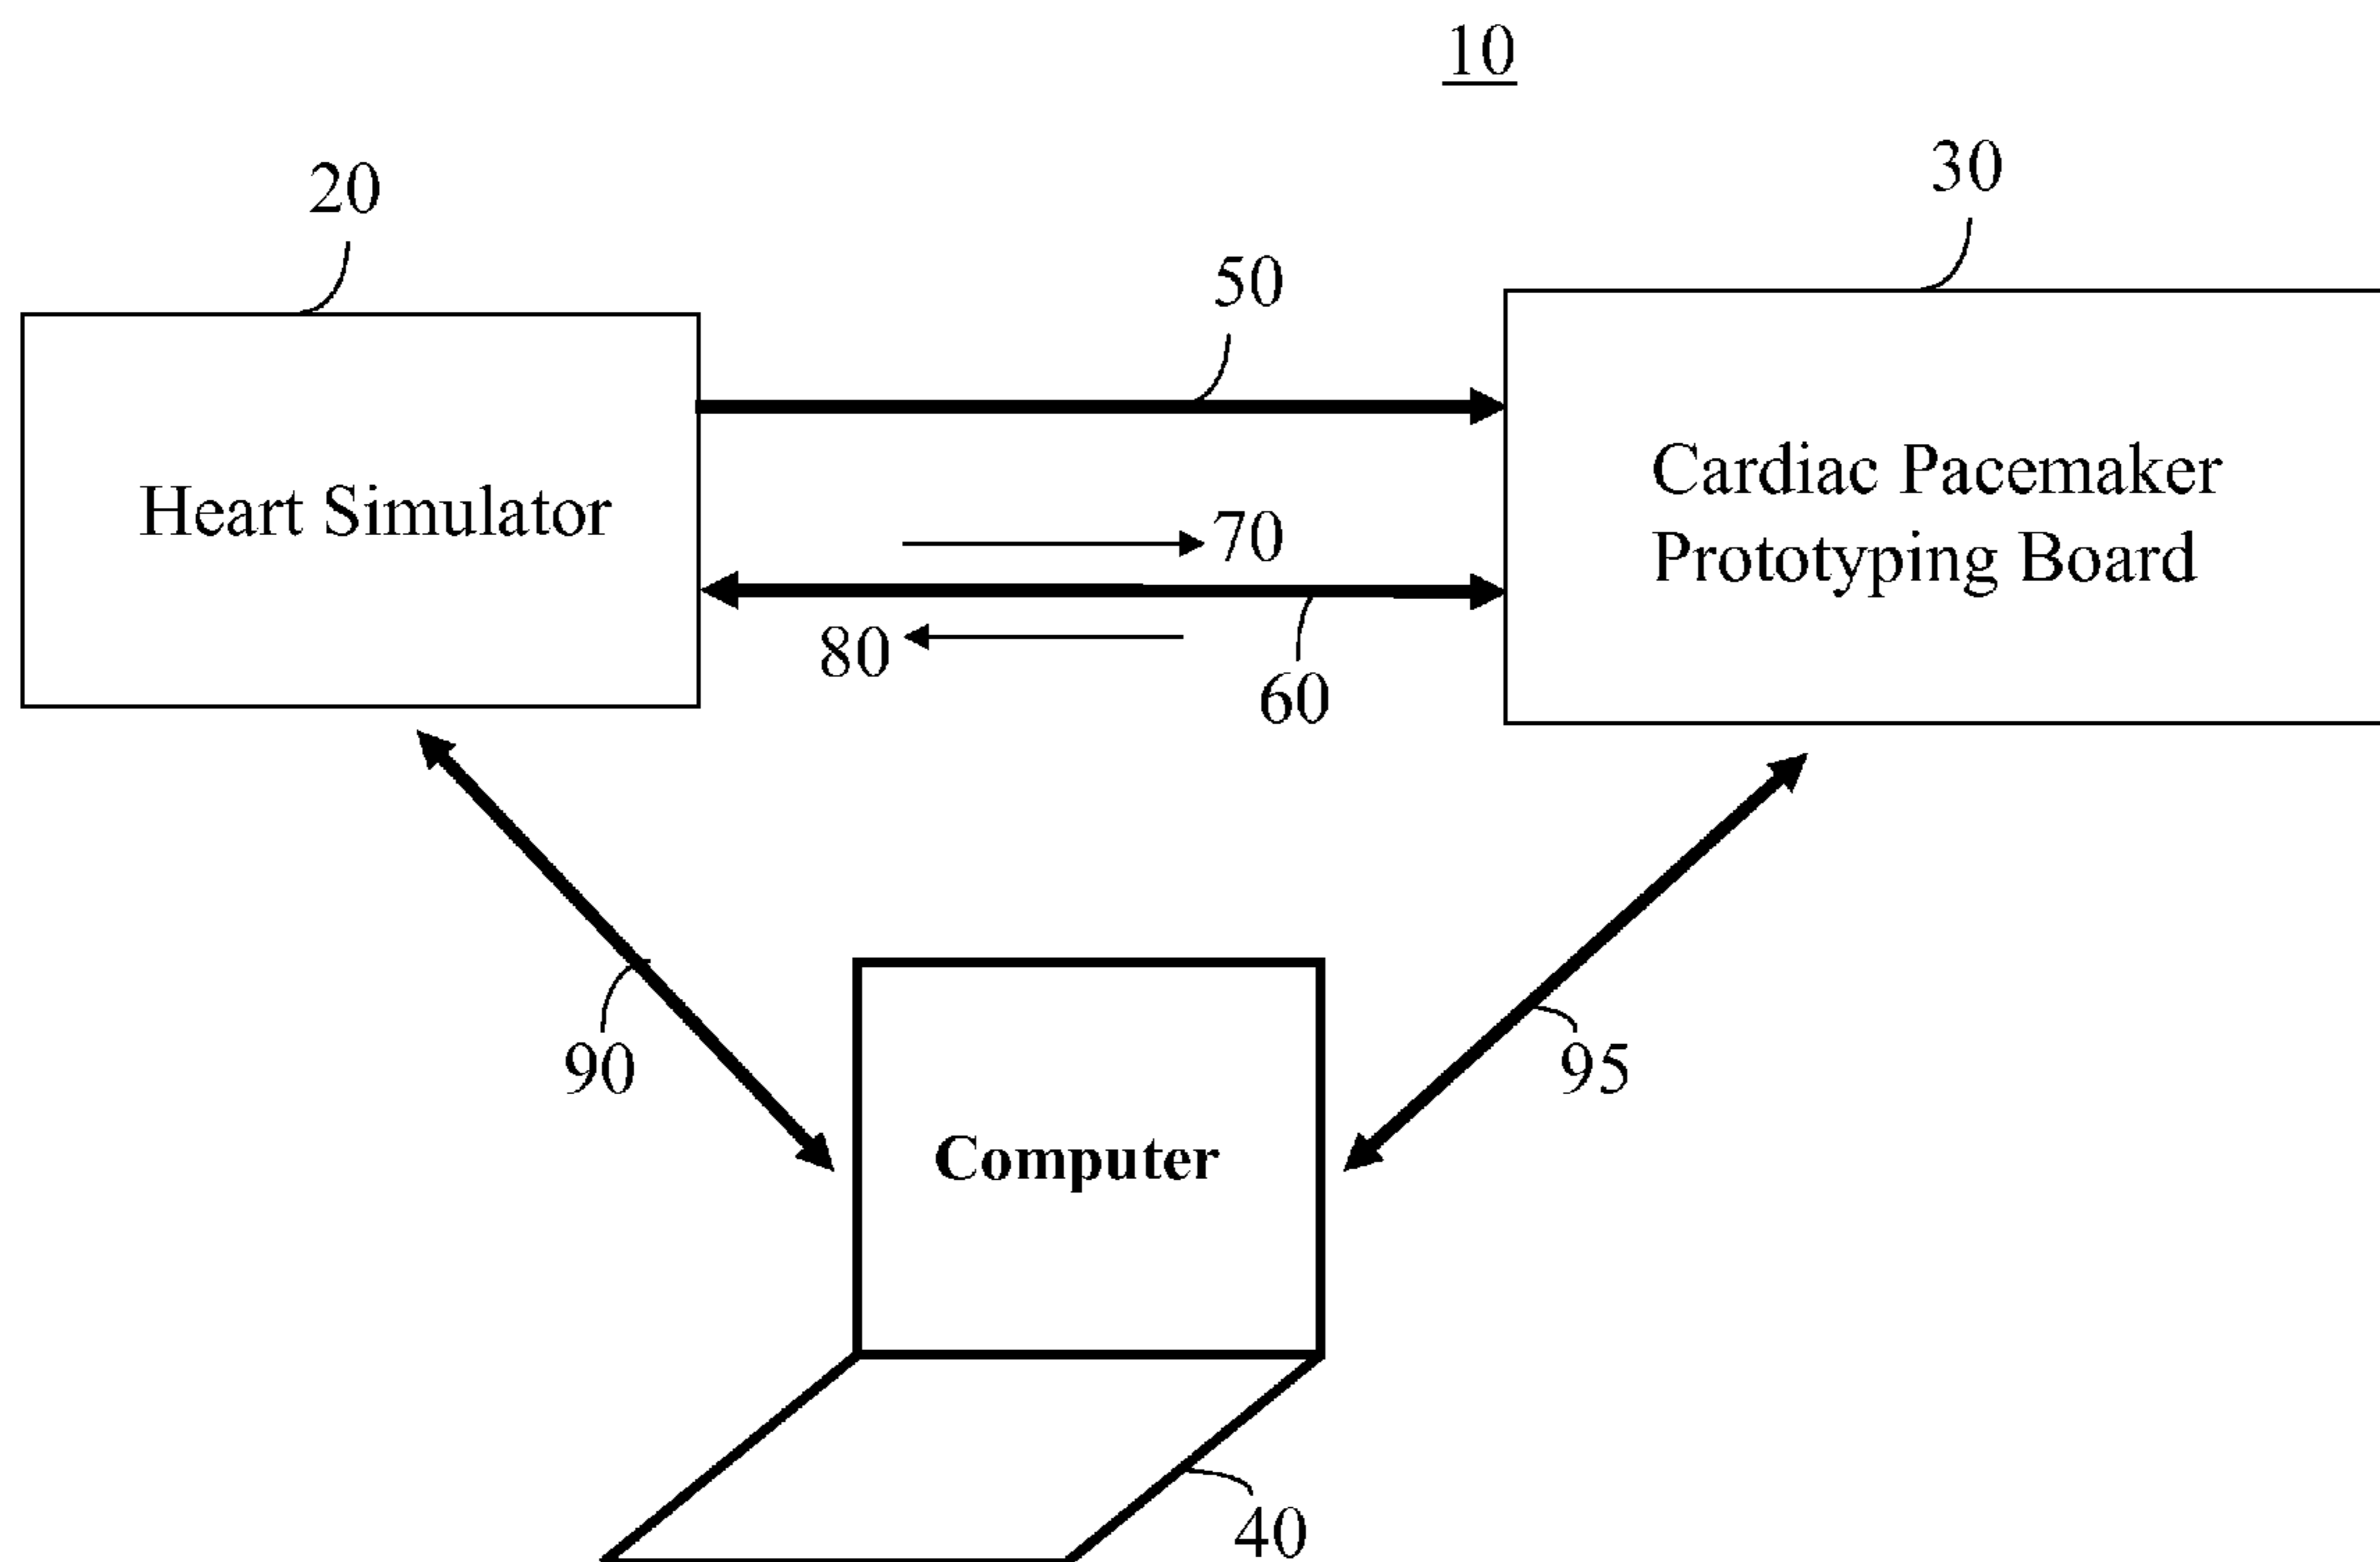 10
20
30
50
Heart Simulator
Cardiac Pacemaker
Prototyping Board
70
80
60
90
95
Computer
40